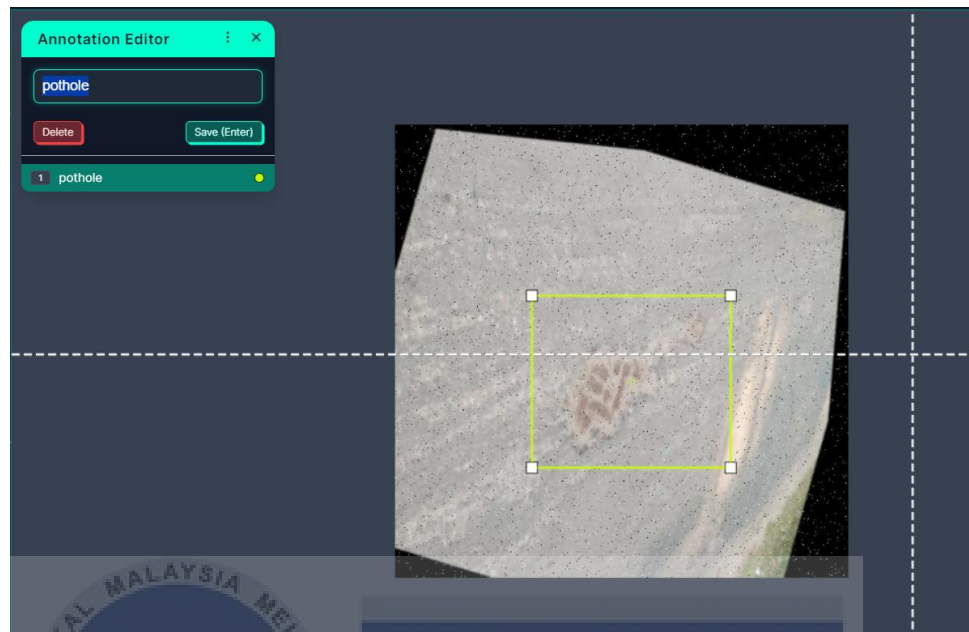 Annotation Editor
pothole
Delete
Save (Enter)
1 pothole
MALAYSIA